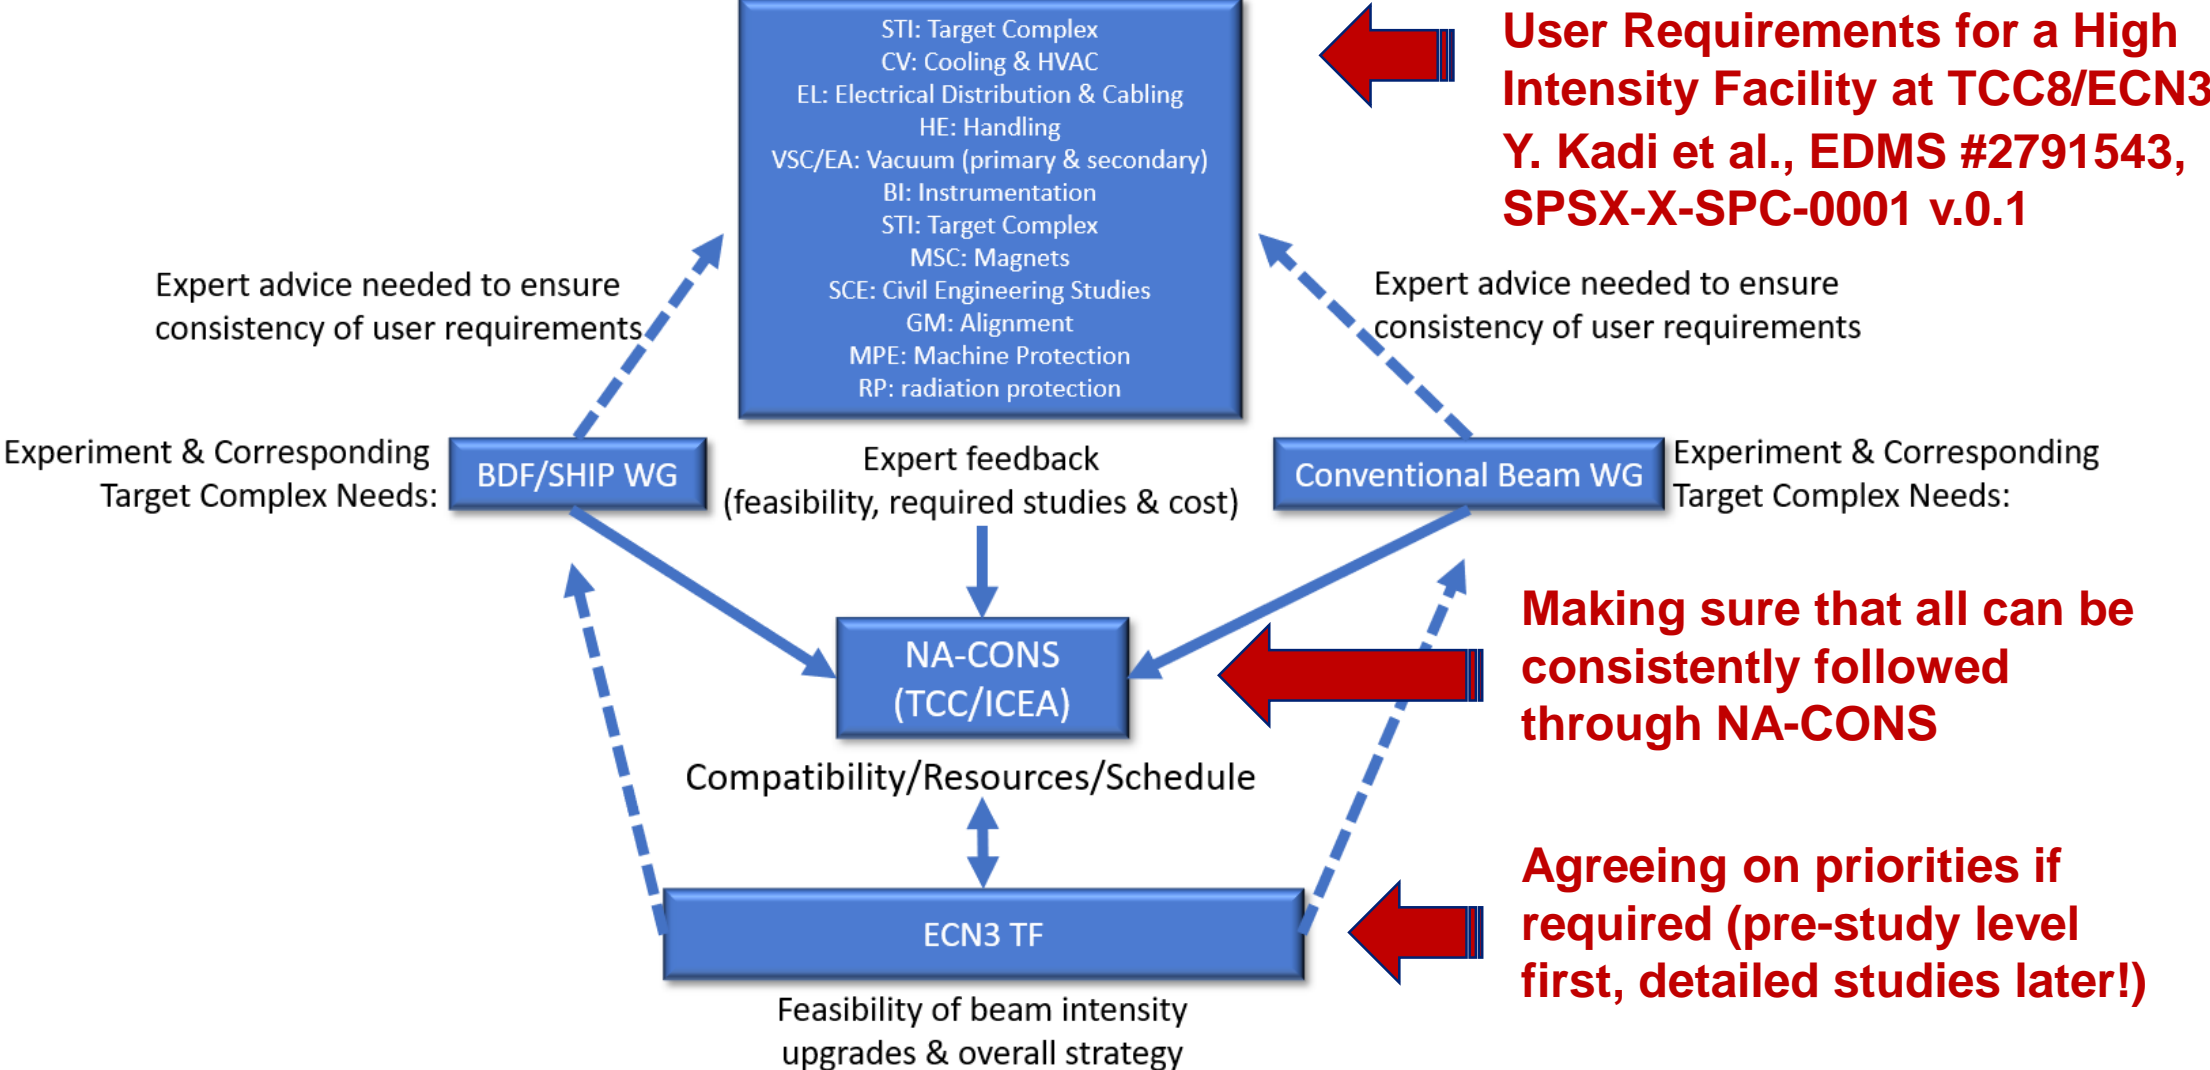 STI: Target Complex
CV: Cooling & HVAC
EL: Electrical Distribution & Cabling
HE: Handling
VSC/EA: Vacuum (primary & secondary)
BI: Instrumentation
STI: Target Complex
MSC: Magnets
SCE: Civil Engineering Studies
GM: Alignment
MPE: Machine Protection
RP: radiation protection
User Requirements for a High
Intensity Facility at TCC8/ECN3
Y. Kadi et al., EDMS #2791543,
SPSX-X-SPC-0001 v.0.1
Expert advice needed to ensure
consistency of user requirements
Expert advice needed to ensure
consistency of user requirements
Experiment & Corresponding
Target Complex Needs:
BDF/SHIP WG
Expert feedback
(feasibility, required studies & cost)
Conventional Beam WG
Experiment & Corresponding
Target Complex Needs:
NA-CONS
(TCC/ICEA)
Making sure that all can be
consistently followed
through NA-CONS
Compatibility/Resources/Schedule
ECN3 TF
Agreeing on priorities if
required (pre-study level
first, detailed studies later!)
Feasibility of beam intensity
upgrades & overall strategy